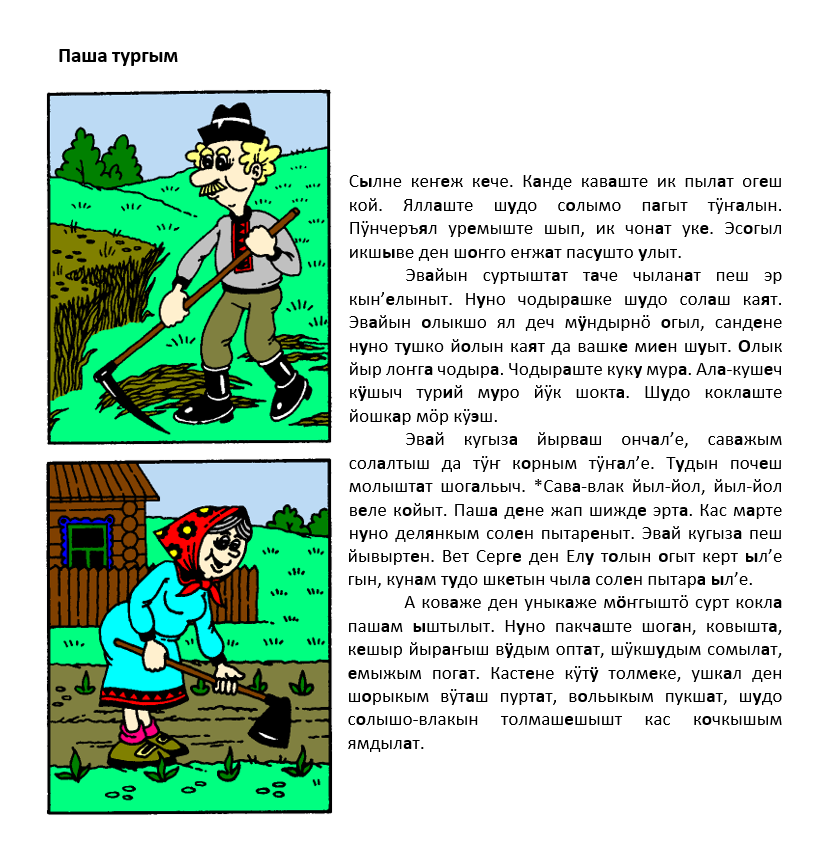 Паша тургым
Сылне кеҥеж кече. Канде каваште ик пылат огеш
кой. Яллаште шудо солымо пагыт тӱҥалын.
Пӱнчеръял уремыште шып, ик чонат уке. Эсогыл
икшыве ден шоҥго еҥжат пасушто улыт.
Эвайын суртыштат таче чыланат пеш эр
кын’елыныт. Нуно чодырашке шудо солаш каят.
Эвайын олыкшо ял деч мӱндырнӧ огыл, сандене
нуно тушко йолын каят да вашке миен шуыт. Олык
йыр лоҥга чодыра. Чодыраште куку мура. Ала-кушеч
кӱшыч турий муро йӱк шокта. Шудо коклаште
йошкар мӧр кӱэш.
Эвай кугыза йырваш ончал’е, саважым
солалтыш да тӱҥ корным тӱҥал’е. Тудын почеш
молыштат шогальыч. *Сава-влак йыл-йол, йыл-йол
веле койыт. Паша дене жап шижде эрта. Кас марте
нуно делянкым солен пытареныт. Эвай кугыза пеш
йывыртен. Вет Серге ден Елу толын огыт керт ыл’е
гын, кунам тудо шкетын чыла солен пытара ыл’е.
А коваже ден уныкаже мӧҥгыштӧ сурт кокла
пашам ыштылыт. Нуно пакчаште шоган, ковышта,
кешыр йыраҥыш вӱдым оптат, шӱкшудым сомылат,
емыжым погат. Кастене кӱтӱ толмеке, ушкал ден
шорыкым вӱташ пуртат, вольыкым пукшат, шудо
солышо-влакын толмашешышт кас кочкышым
ямдылат.